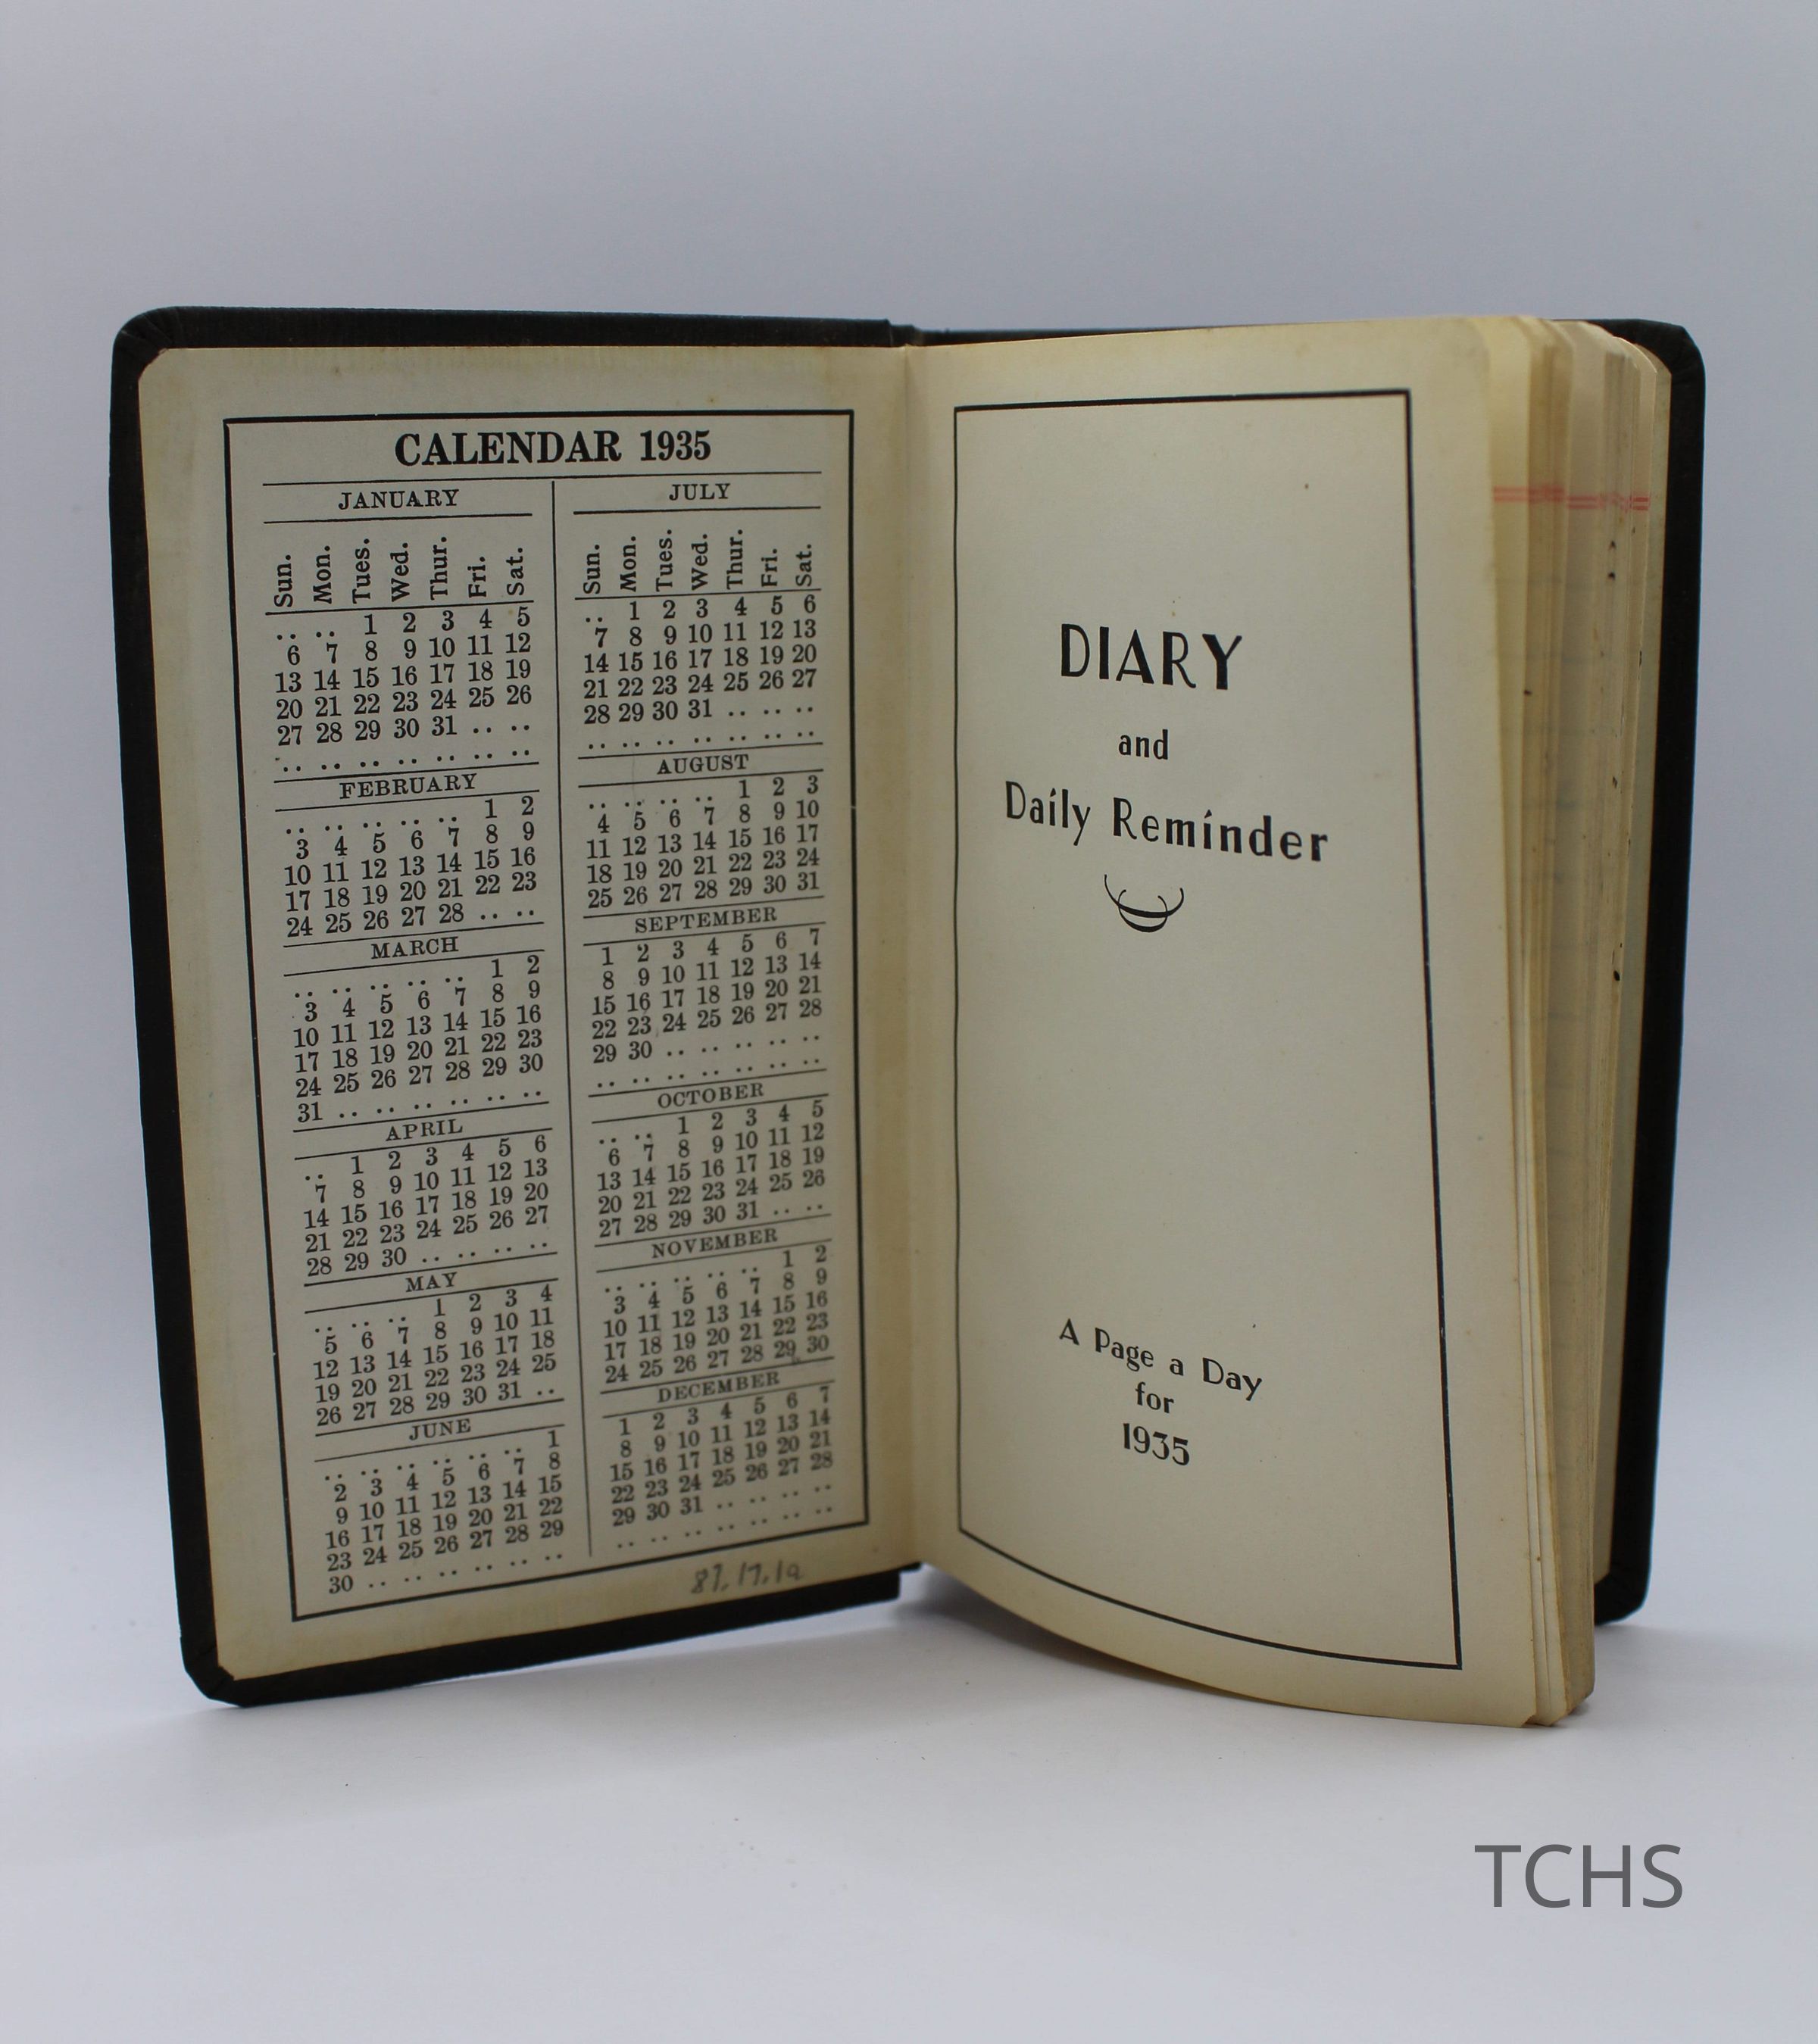 CALENDAR 1935
JANUARY
Sun. Mon. Tues. Wed. Thur. Fri. Sat.
.. .. 1 2 3 4 5
6 7 8 9 10 11 12
13 14 15 16 17 18 19
20 21 22 23 24 25 26
27 28 29 30 31 .. ..
.. .. .. .. .. .. ..
FEBRUARY
.. .. .. .. .. 1 2
3 4 5 6 7 8 9
10 11 12 13 14 15 16
17 18 19 20 21 22 23
24 25 26 27 28 .. ..
MARCH
.. .. .. .. .. 1 2
3 4 5 6 7 8 9
10 11 12 13 14 15 16
17 18 19 20 21 22 23
24 25 26 27 28 29 30
31 .. .. .. .. .. ..
APRIL
.. 1 2 3 4 5 6
7 8 9 10 11 12 13
14 15 16 17 18 19 20
21 22 23 24 25 26 27
28 29 30 .. .. .. ..
MAY
.. .. .. 1 2 3 4
5 6 7 8 9 10 11
12 13 14 15 16 17 18
19 20 21 22 23 24 25
26 27 28 29 30 31 ..
JUNE
.. .. .. .. .. .. 1
2 3 4 5 6 7 8
9 10 11 12 13 14 15
16 17 18 19 20 21 22
23 24 25 26 27 28 29
30 .. .. .. .. .. ..
JULY
Sun. Mon. Tues. Wed. Thur. Fri. Sat.
.. 1 2 3 4 5 6
7 8 9 10 11 12 13
14 15 16 17 18 19 20
21 22 23 24 25 26 27
28 29 30 31 .. .. ..
.. .. .. .. .. .. ..
AUGUST
.. .. .. .. 1 2 3
4 5 6 7 8 9 10
11 12 13 14 15 16 17
18 19 20 21 22 23 24
25 26 27 28 29 30 31
SEPTEMBER
1 2 3 4 5 6 7
8 9 10 11 12 13 14
15 16 17 18 19 20 21
22 23 24 25 26 27 28
29 30 .. .. .. .. ..
.. .. .. .. .. .. ..
OCTOBER
.. .. 1 2 3 4 5
6 7 8 9 10 11 12
13 14 15 16 17 18 19
20 21 22 23 24 25 26
27 28 29 30 31 .. ..
NOVEMBER
.. .. .. .. .. 1 2
3 4 5 6 7 8 9
10 11 12 13 14 15 16
17 18 19 20 21 22 23
24 25 26 27 28 29 30
DECEMBER
1 2 3 4 5 6 7
8 9 10 11 12 13 14
15 16 17 18 19 20 21
22 23 24 25 26 27 28
29 30 31 .. .. .. ..
.. .. .. .. .. .. ..
87.17.1a
DIARY
and
Daily Reminder
A Page a Day
for
1935
TCHS